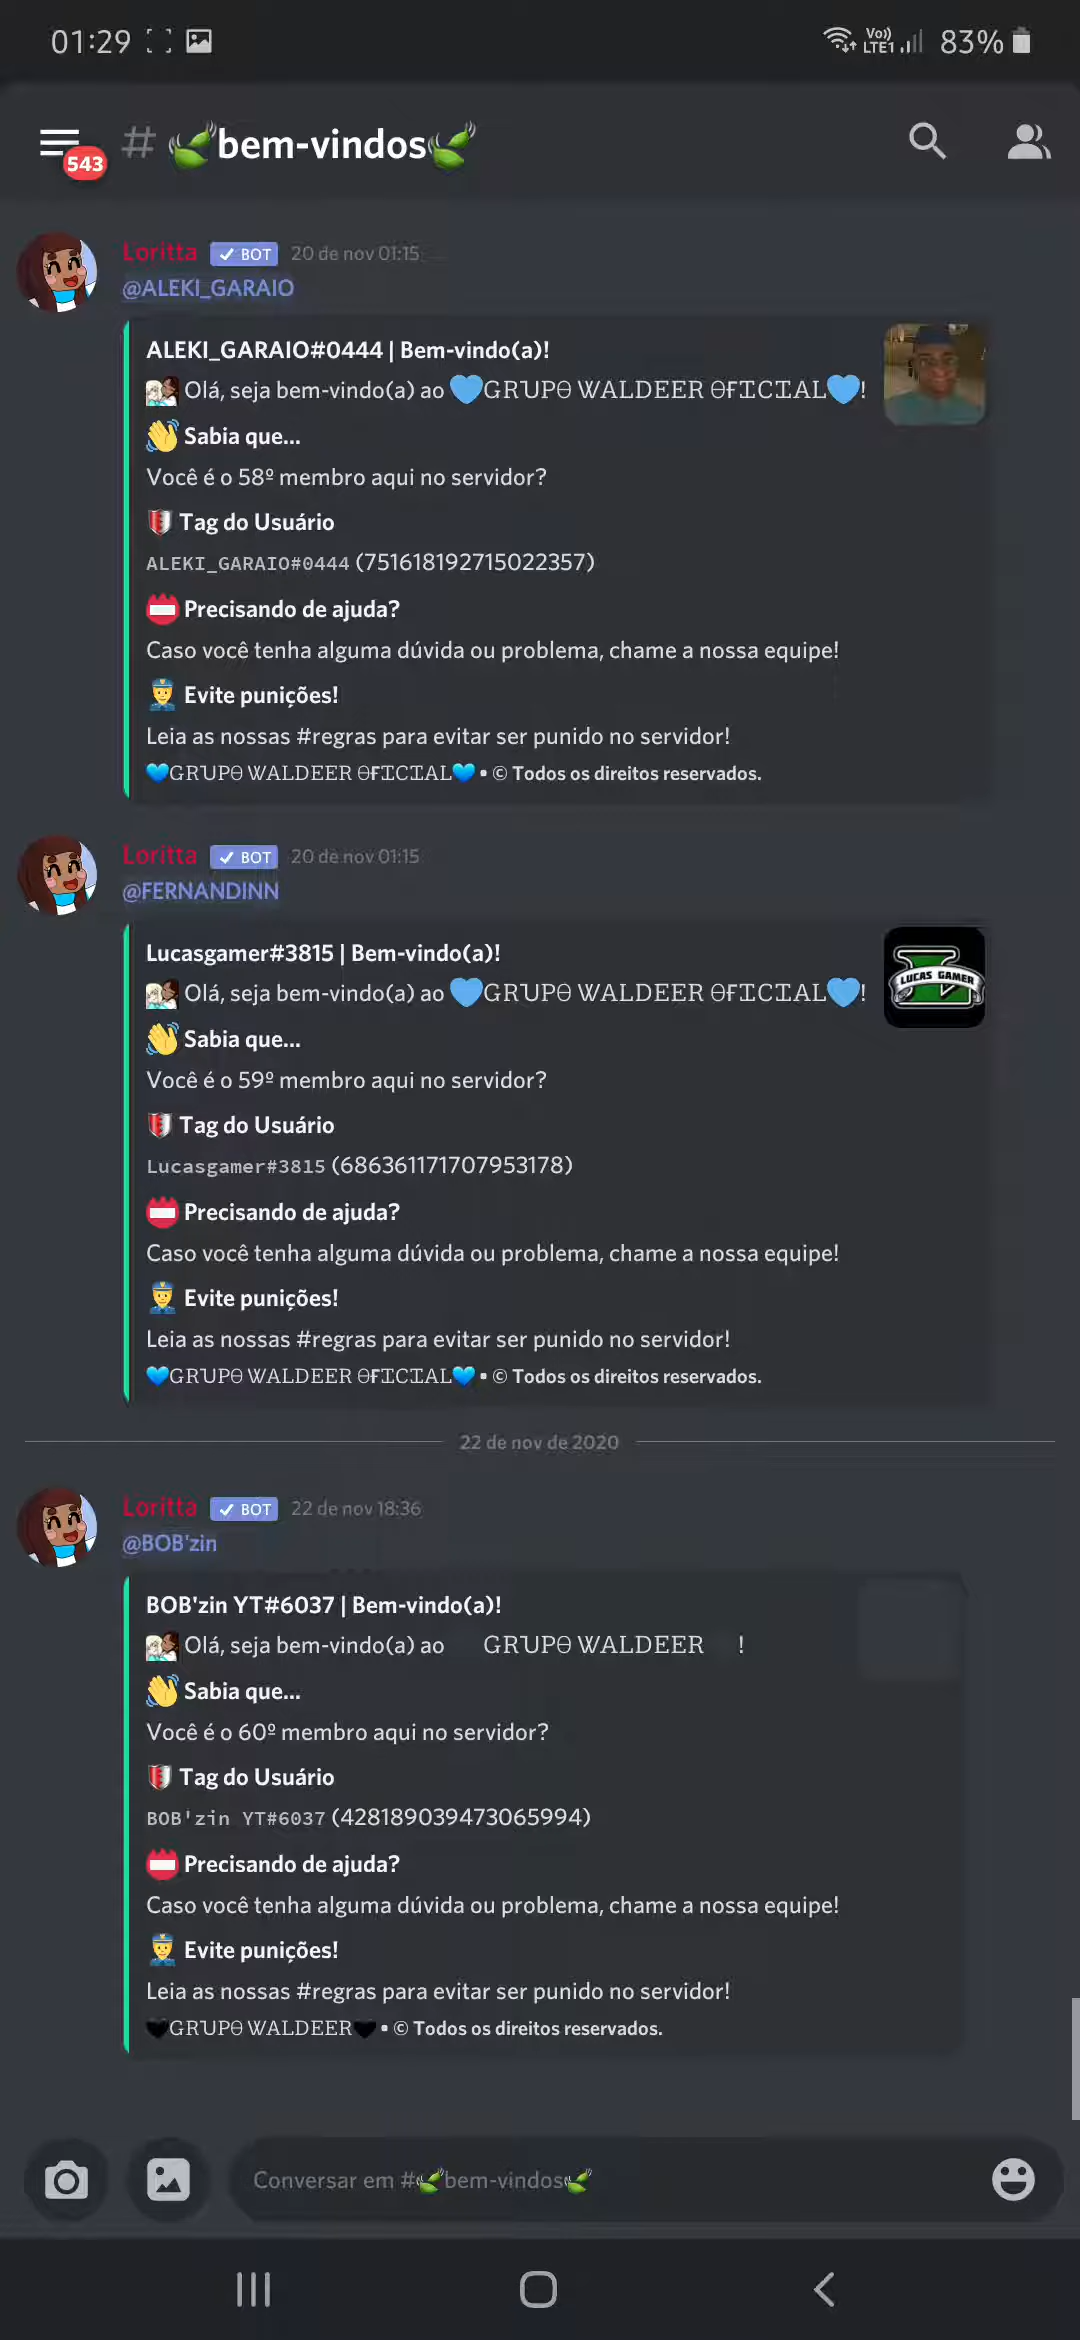 01:29 Vo)) LTE1 83%
543 # 🍃bem-vindos🍃
Loritta ✓ BOT 20 de nov 01:15
@ALEKI_GARAIO
ALEKI_GARAIO#0444 | Bem-vindo(a)!
Olá, seja bem-vindo(a) ao 💙GRUPO WALDEER OFICIAL💙!
👋 Sabia que...
Você é o 58º membro aqui no servidor?
Tag do Usuário
ALEKI_GARAIO#0444 (751618192715022357)
📛 Precisando de ajuda?
Caso você tenha alguma dúvida ou problema, chame a nossa equipe!
👮 Evite punições!
Leia as nossas #regras para evitar ser punido no servidor!
💙GRUPO WALDEER OFICIAL💙 • © Todos os direitos reservados.
Loritta ✓ BOT 20 de nov 01:15
@FERNANDINN
Lucasgamer#3815 | Bem-vindo(a)!
LUCAS GAMER
Olá, seja bem-vindo(a) ao 💙GRUPO WALDEER OFICIAL💙!
👋 Sabia que...
Você é o 59º membro aqui no servidor?
Tag do Usuário
Lucasgamer#3815 (686361171707953178)
📛 Precisando de ajuda?
Caso você tenha alguma dúvida ou problema, chame a nossa equipe!
👮 Evite punições!
Leia as nossas #regras para evitar ser punido no servidor!
💙GRUPO WALDEER OFICIAL💙 • © Todos os direitos reservados.
22 de nov de 2020
Loritta ✓ BOT 22 de nov 18:36
@BOB'zin
BOB'zin YT#6037 | Bem-vindo(a)!
Olá, seja bem-vindo(a) ao GRUPO WALDEER !
👋 Sabia que...
Você é o 60º membro aqui no servidor?
Tag do Usuário
BOB'zin YT#6037 (428189039473065994)
📛 Precisando de ajuda?
Caso você tenha alguma dúvida ou problema, chame a nossa equipe!
👮 Evite punições!
Leia as nossas #regras para evitar ser punido no servidor!
🖤GRUPO WALDEER🖤 • © Todos os direitos reservados.
Conversar em #🍃bem-vindos🍃